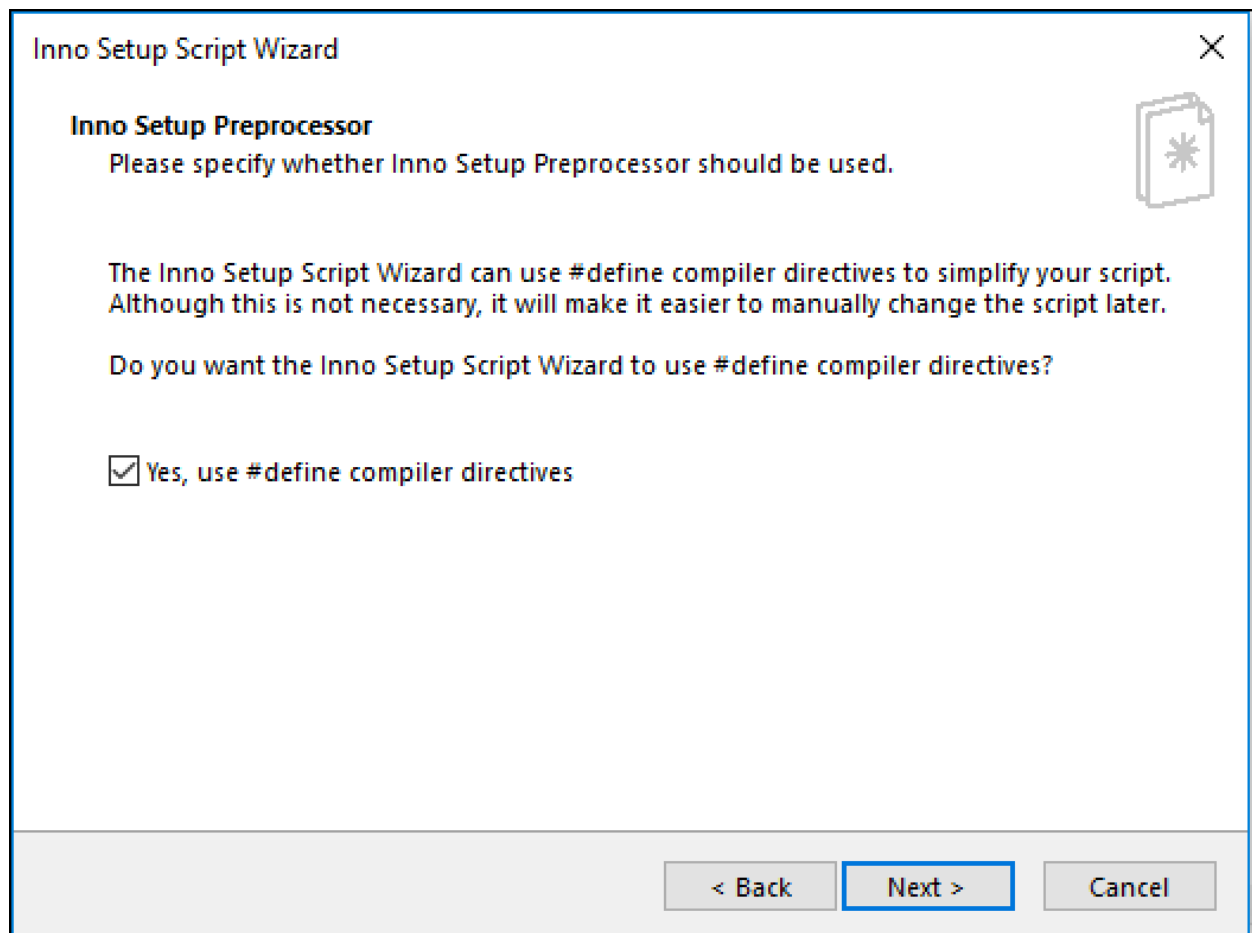 Inno Setup Script Wizard
Inno Setup Preprocessor
Please specify whether Inno Setup Preprocessor should be used.
The Inno Setup Script Wizard can use #define compiler directives to simplify your script.
Although this is not necessary, it will make it easier to manually change the script later.
Do you want the Inno Setup Script Wizard to use #define compiler directives?
Yes, use #define compiler directives
< Back
Next >
Cancel